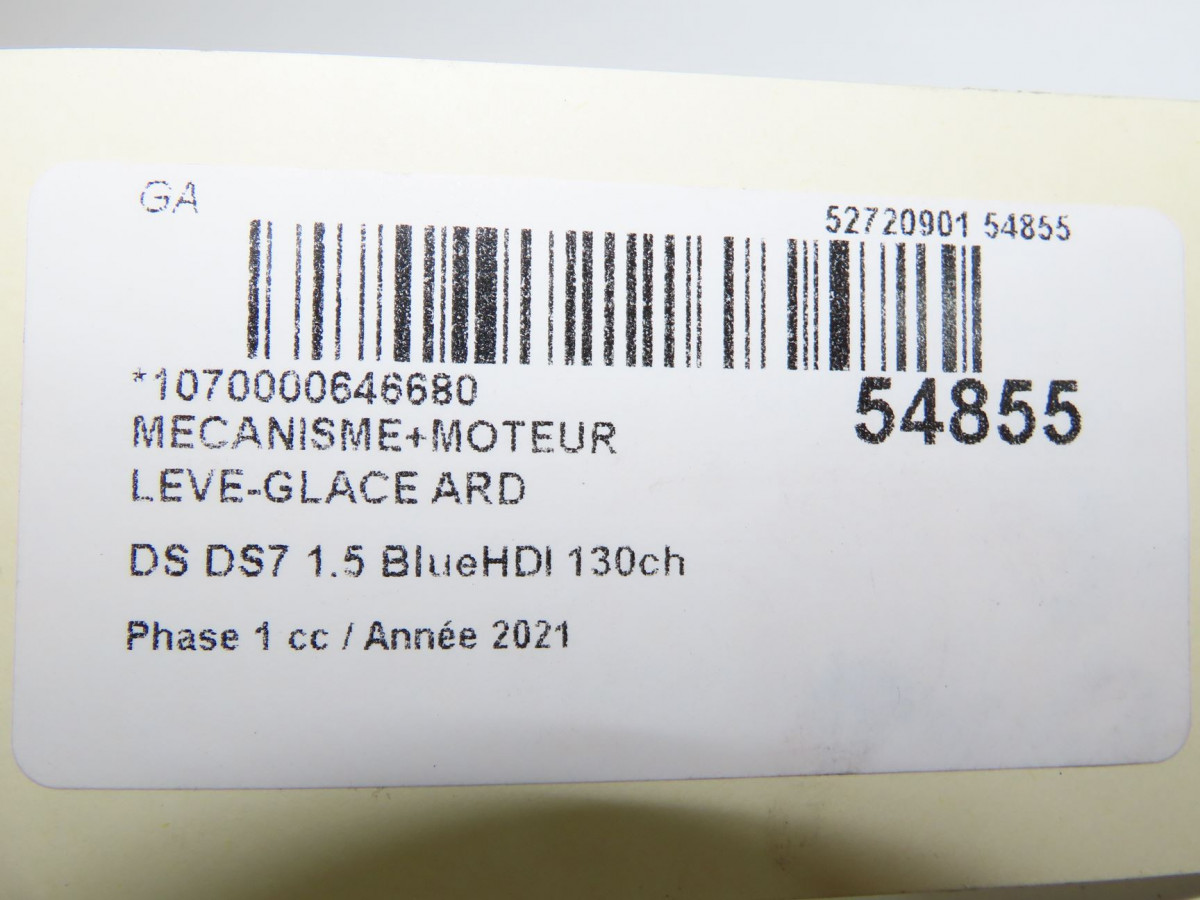 GA
52720901 54855
*1070000646680
54855
MECANISME+MOTEUR
LEVE-GLACE ARD
DS DS7 1.5 BlueHDI 130ch
Phase 1 cc / Année 2021